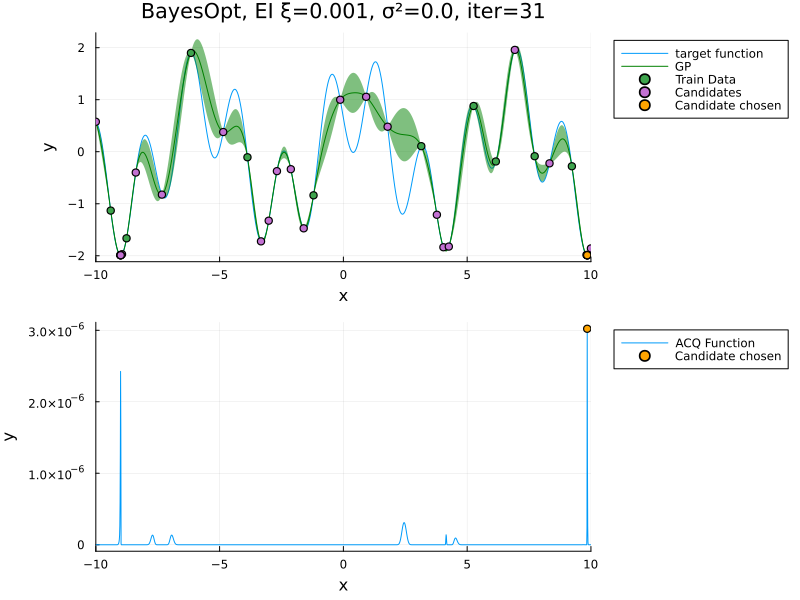 BayesOpt, EI ξ=0.001, σ²=0.0, iter=31
2
1
0
−1
−2
y
−10
−5
0
5
10
x
target function
GP
Train Data
Candidates
Candidate chosen
3.0×10⁻⁶
2.0×10⁻⁶
1.0×10⁻⁶
0
y
−10
−5
0
5
10
x
ACQ Function
Candidate chosen